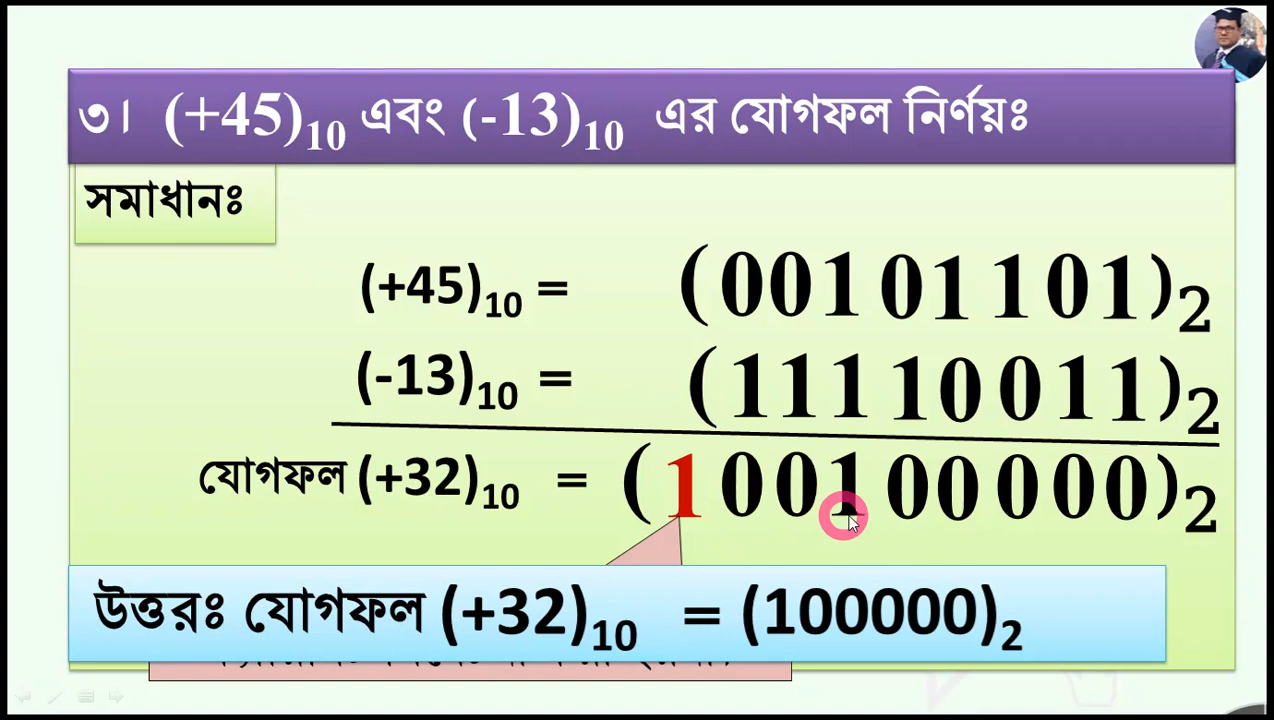 ৩। (+45)₁₀ এবং (-13)₁₀ এর যোগফল নির্ণয়ঃ
সমাধানঃ
(+45)₁₀ = (00101101)₂
(-13)₁₀ = (11110011)₂
যোগফল (+32)₁₀ = (100100000)₂
উত্তরঃ যোগফল (+32)₁₀ = (100000)₂